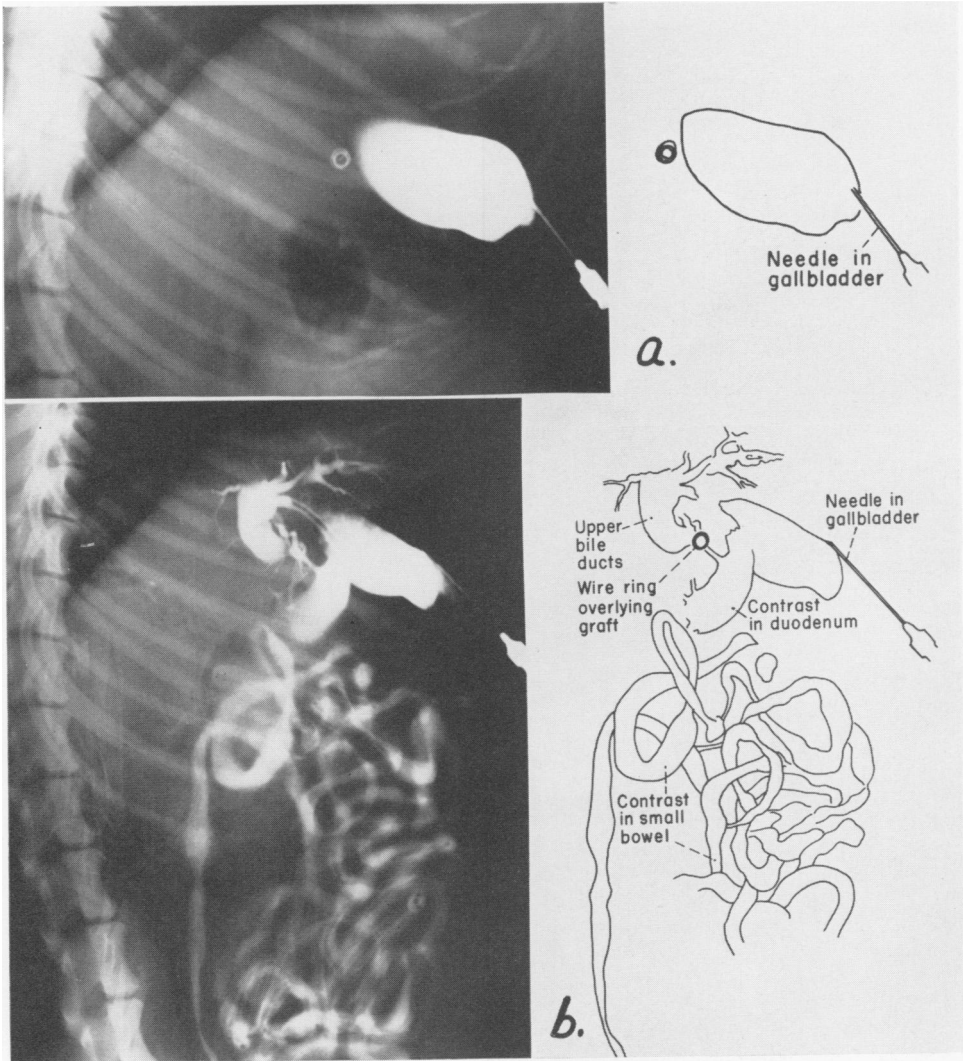 Needle in
gallbladder
a.
Upper
bile
ducts
Needle in
gallbladder
Wire ring
overlying
graft
Contrast
in duodenum
Contrast
in small
bowel
b.